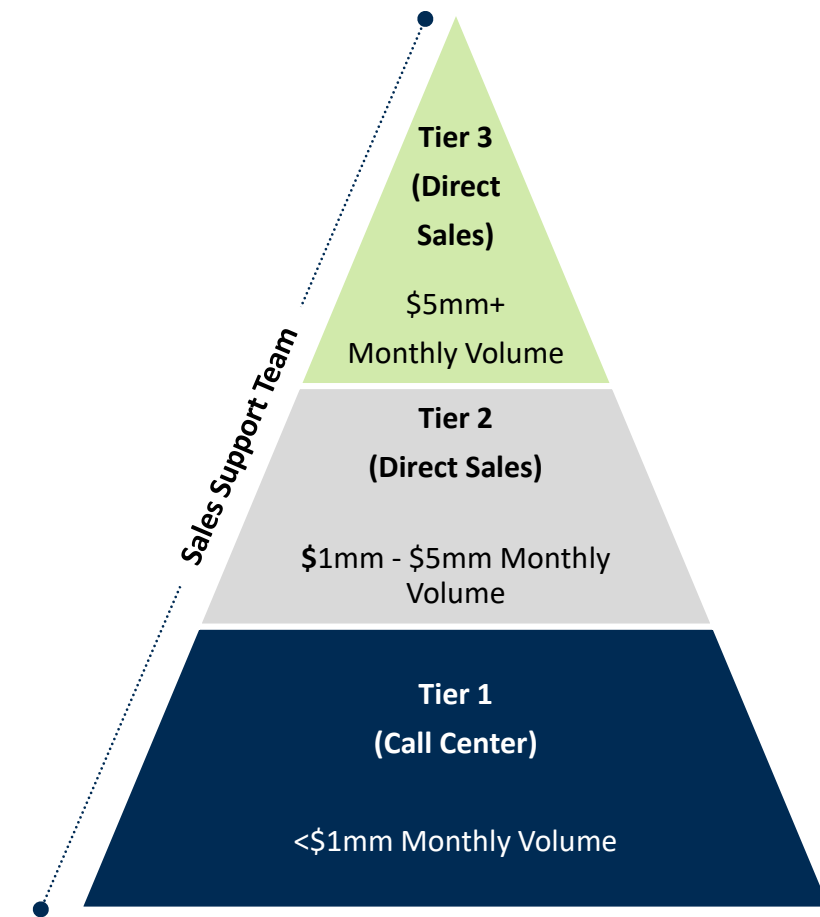 Tier 3
(Direct
Sales)
$5mm+
Monthly Volume
Sales Support Team
Tier 2
(Direct Sales)
$1mm - $5mm Monthly
Volume
Tier 1
(Call Center)
<$1mm Monthly Volume